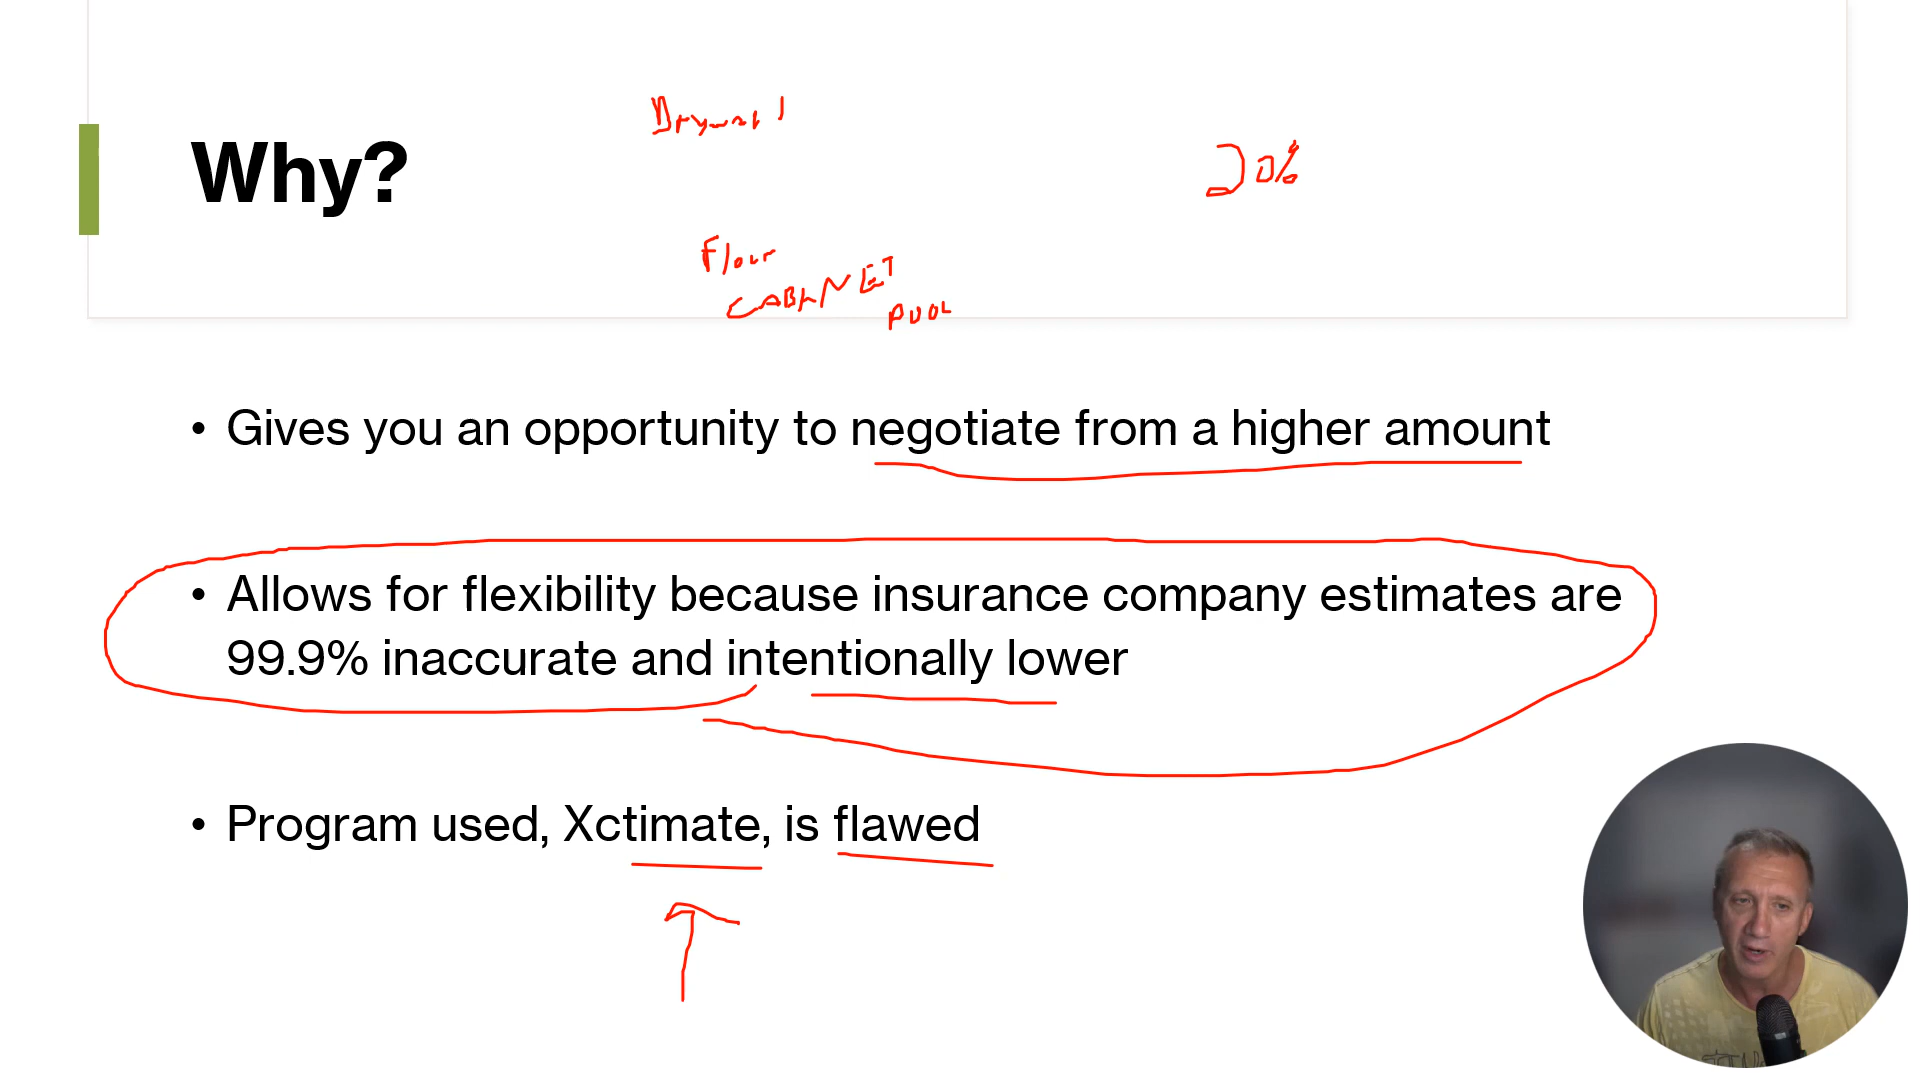 Drywall
20%
Why?
Floor
CABINET
POOL
• Gives you an opportunity to negotiate from a higher amount
• Allows for flexibility because insurance company estimates are
99.9% inaccurate and intentionally lower
• Program used, Xctimate, is flawed